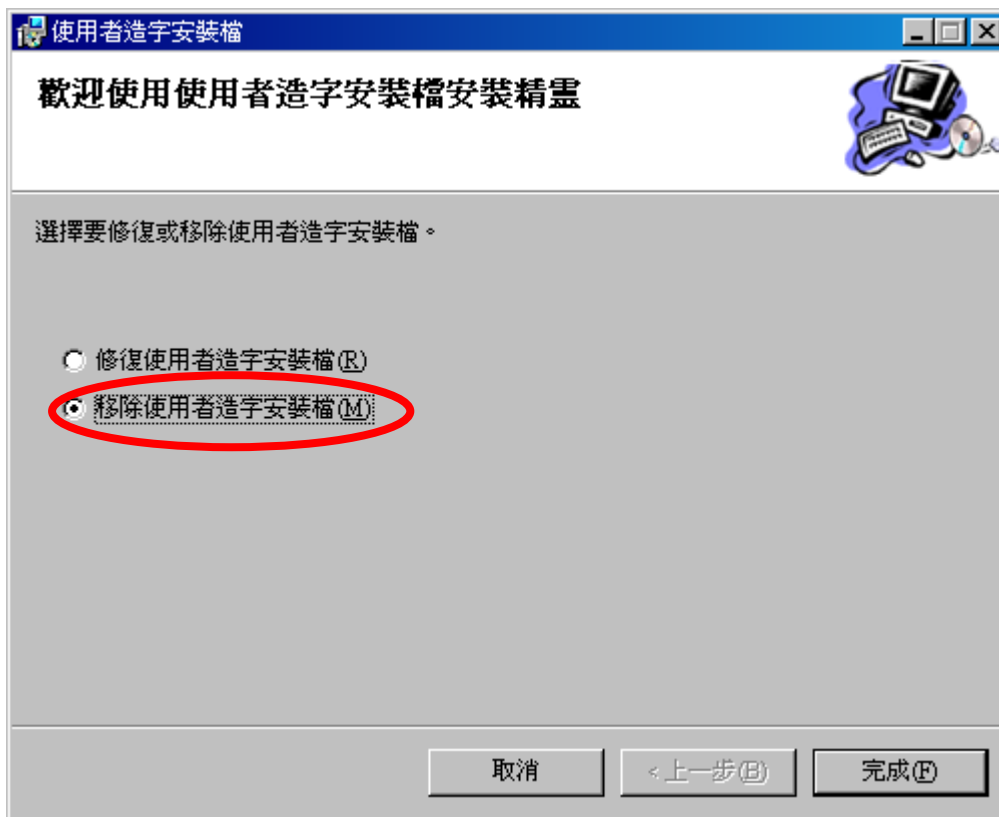 使用者造字安裝檔
歡迎使用使用者造字安裝檔安裝精靈
選擇要修復或移除使用者造字安裝檔。
修復使用者造字安裝檔(R)
移除使用者造字安裝檔(M)
取消 <上一步(B) 完成(F)